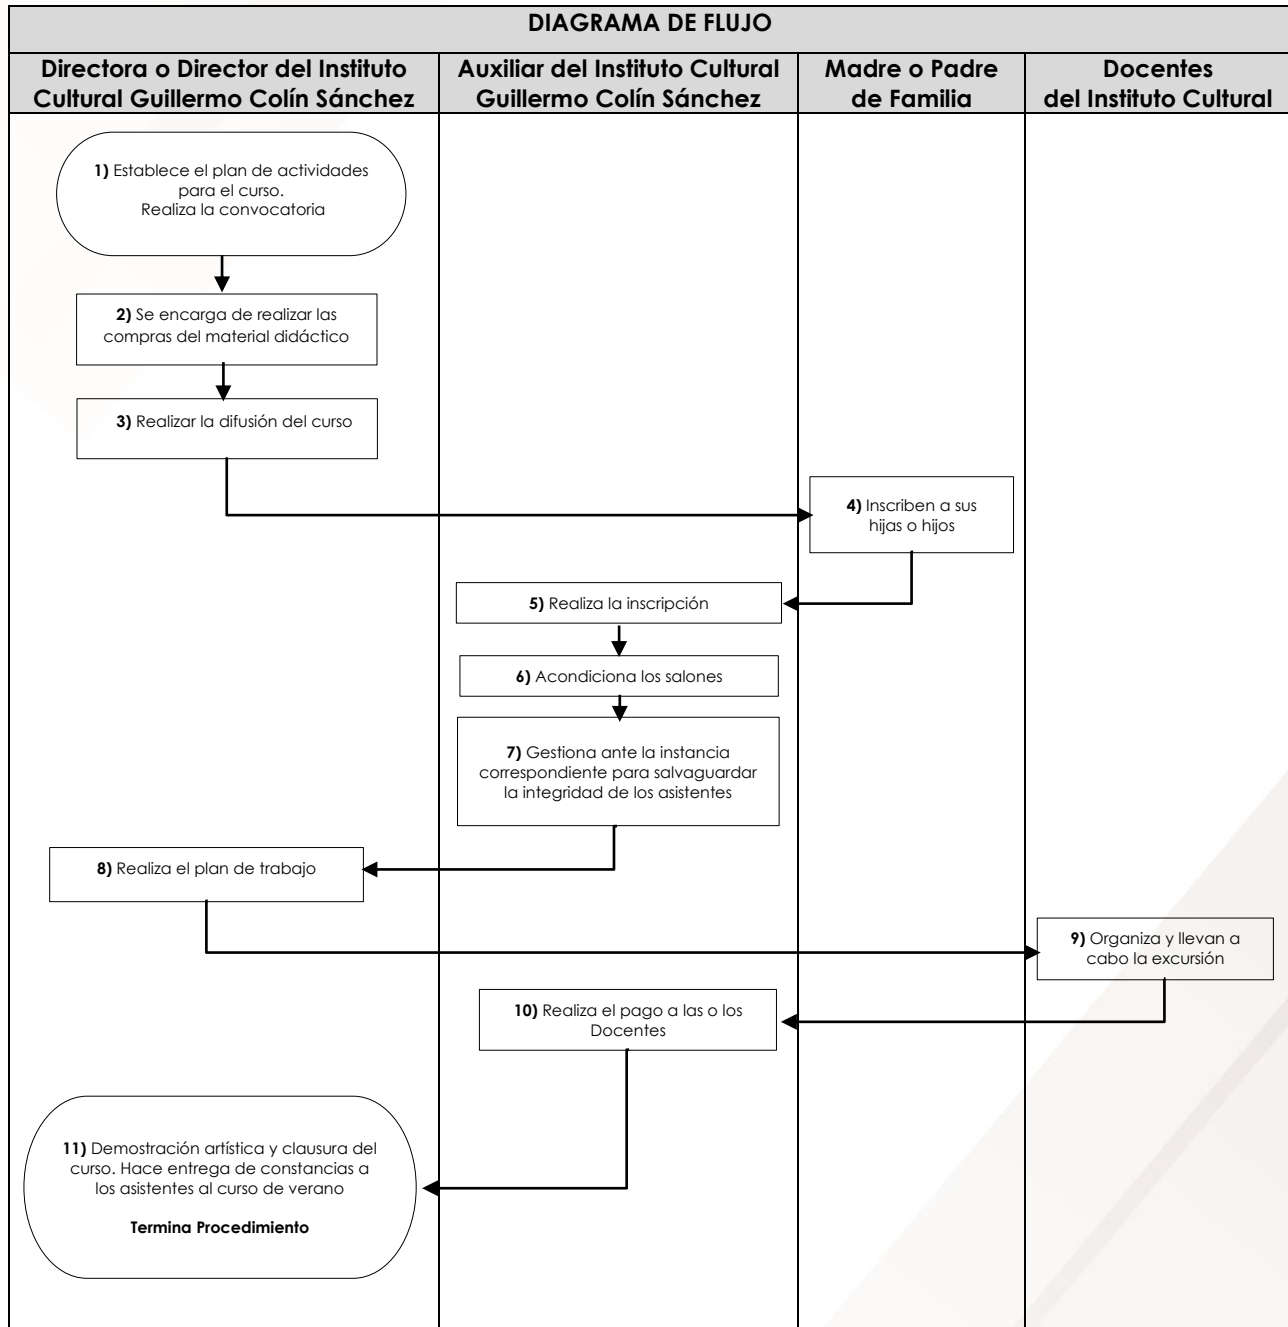 DIAGRAMA DE FLUJO
Directora o Director del Instituto
Cultural Guillermo Colín Sánchez
Auxiliar del Instituto Cultural
Guillermo Colín Sánchez
Madre o Padre
de Familia
Docentes
del Instituto Cultural
1) Establece el plan de actividades
para el curso.
Realiza la convocatoria
2) Se encarga de realizar las
compras del material didáctico
3) Realizar la difusión del curso
4) Inscriben a sus
hijas o hijos
5) Realiza la inscripción
6) Acondiciona los salones
7) Gestiona ante la instancia
correspondiente para salvaguardar
la integridad de los asistentes
8) Realiza el plan de trabajo
9) Organiza y llevan a
cabo la excursión
10) Realiza el pago a las o los
Docentes
11) Demostración artística y clausura del
curso. Hace entrega de constancias a
los asistentes al curso de verano
Termina Procedimiento